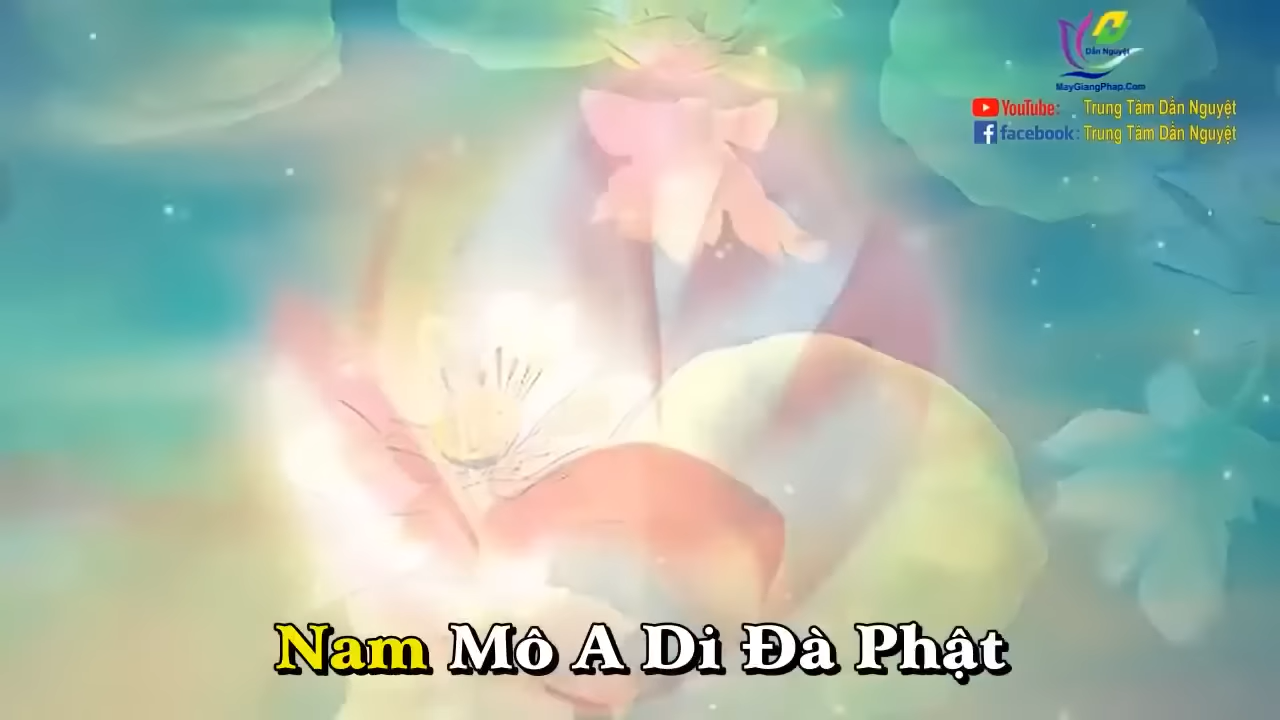 Dẫn Nguyệt
MayGiangPhap.Com
YouTube: Trung Tâm Dẫn Nguyệt
facebook: Trung Tâm Dẫn Nguyệt
Nam Mô A Di Đà Phật